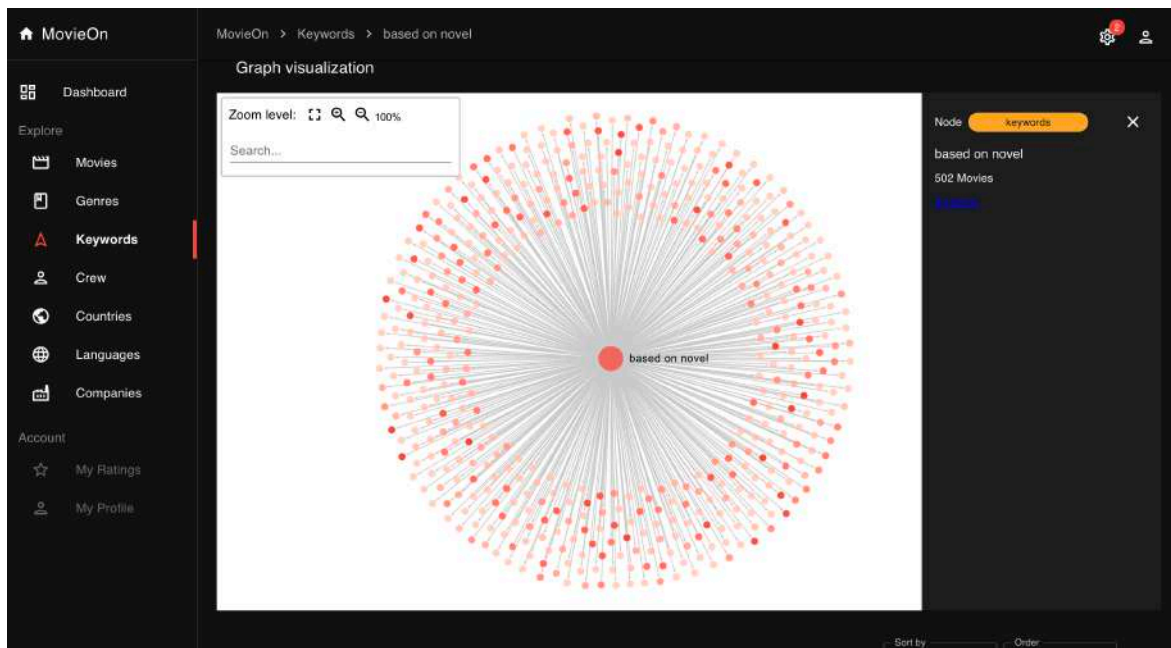 MovieOn
MovieOn > Keywords > based on novel
2
Graph visualization
Dashboard
Explore
Movies
Genres
Keywords
Crew
Countries
Languages
Companies
Account
My Ratings
My Profile
Zoom level: 100%
Search...
based on novel
Node keywords
based on novel
502 Movies
Sort by
Order